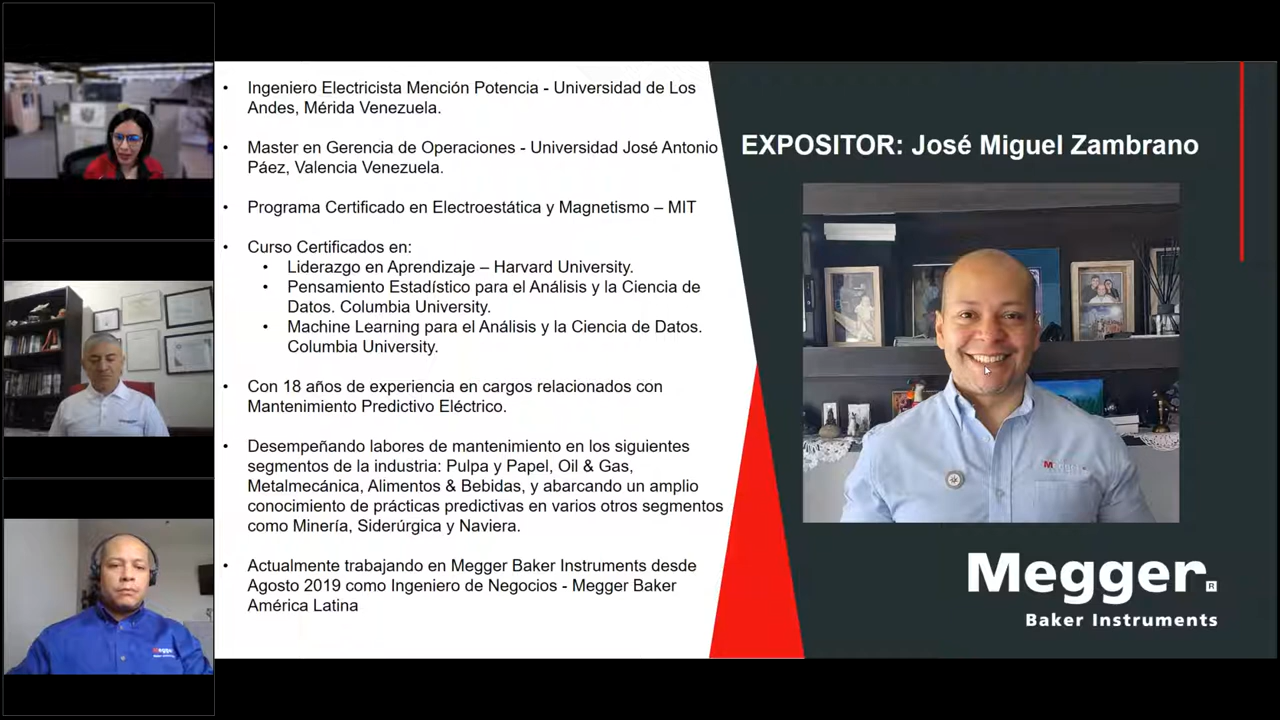 Ingeniero Electricista Mención Potencia - Universidad de Los
Andes, Mérida Venezuela.
Master en Gerencia de Operaciones - Universidad José Antonio
Páez, Valencia Venezuela.
Programa Certificado en Electroestática y Magnetismo – MIT
Curso Certificados en:
Liderazgo en Aprendizaje – Harvard University.
Pensamiento Estadístico para el Análisis y la Ciencia de
Datos. Columbia University.
Machine Learning para el Análisis y la Ciencia de Datos.
Columbia University.
Con 18 años de experiencia en cargos relacionados con
Mantenimiento Predictivo Eléctrico.
Desempeñando labores de mantenimiento en los siguientes
segmentos de la industria: Pulpa y Papel, Oil & Gas,
Metalmecánica, Alimentos & Bebidas, y abarcando un amplio
conocimiento de prácticas predictivas en varios otros segmentos
como Minería, Siderúrgica y Naviera.
Actualmente trabajando en Megger Baker Instruments desde
Agosto 2019 como Ingeniero de Negocios - Megger Baker
América Latina
EXPOSITOR: José Miguel Zambrano
Megger
Megger
Megger®
Baker Instruments